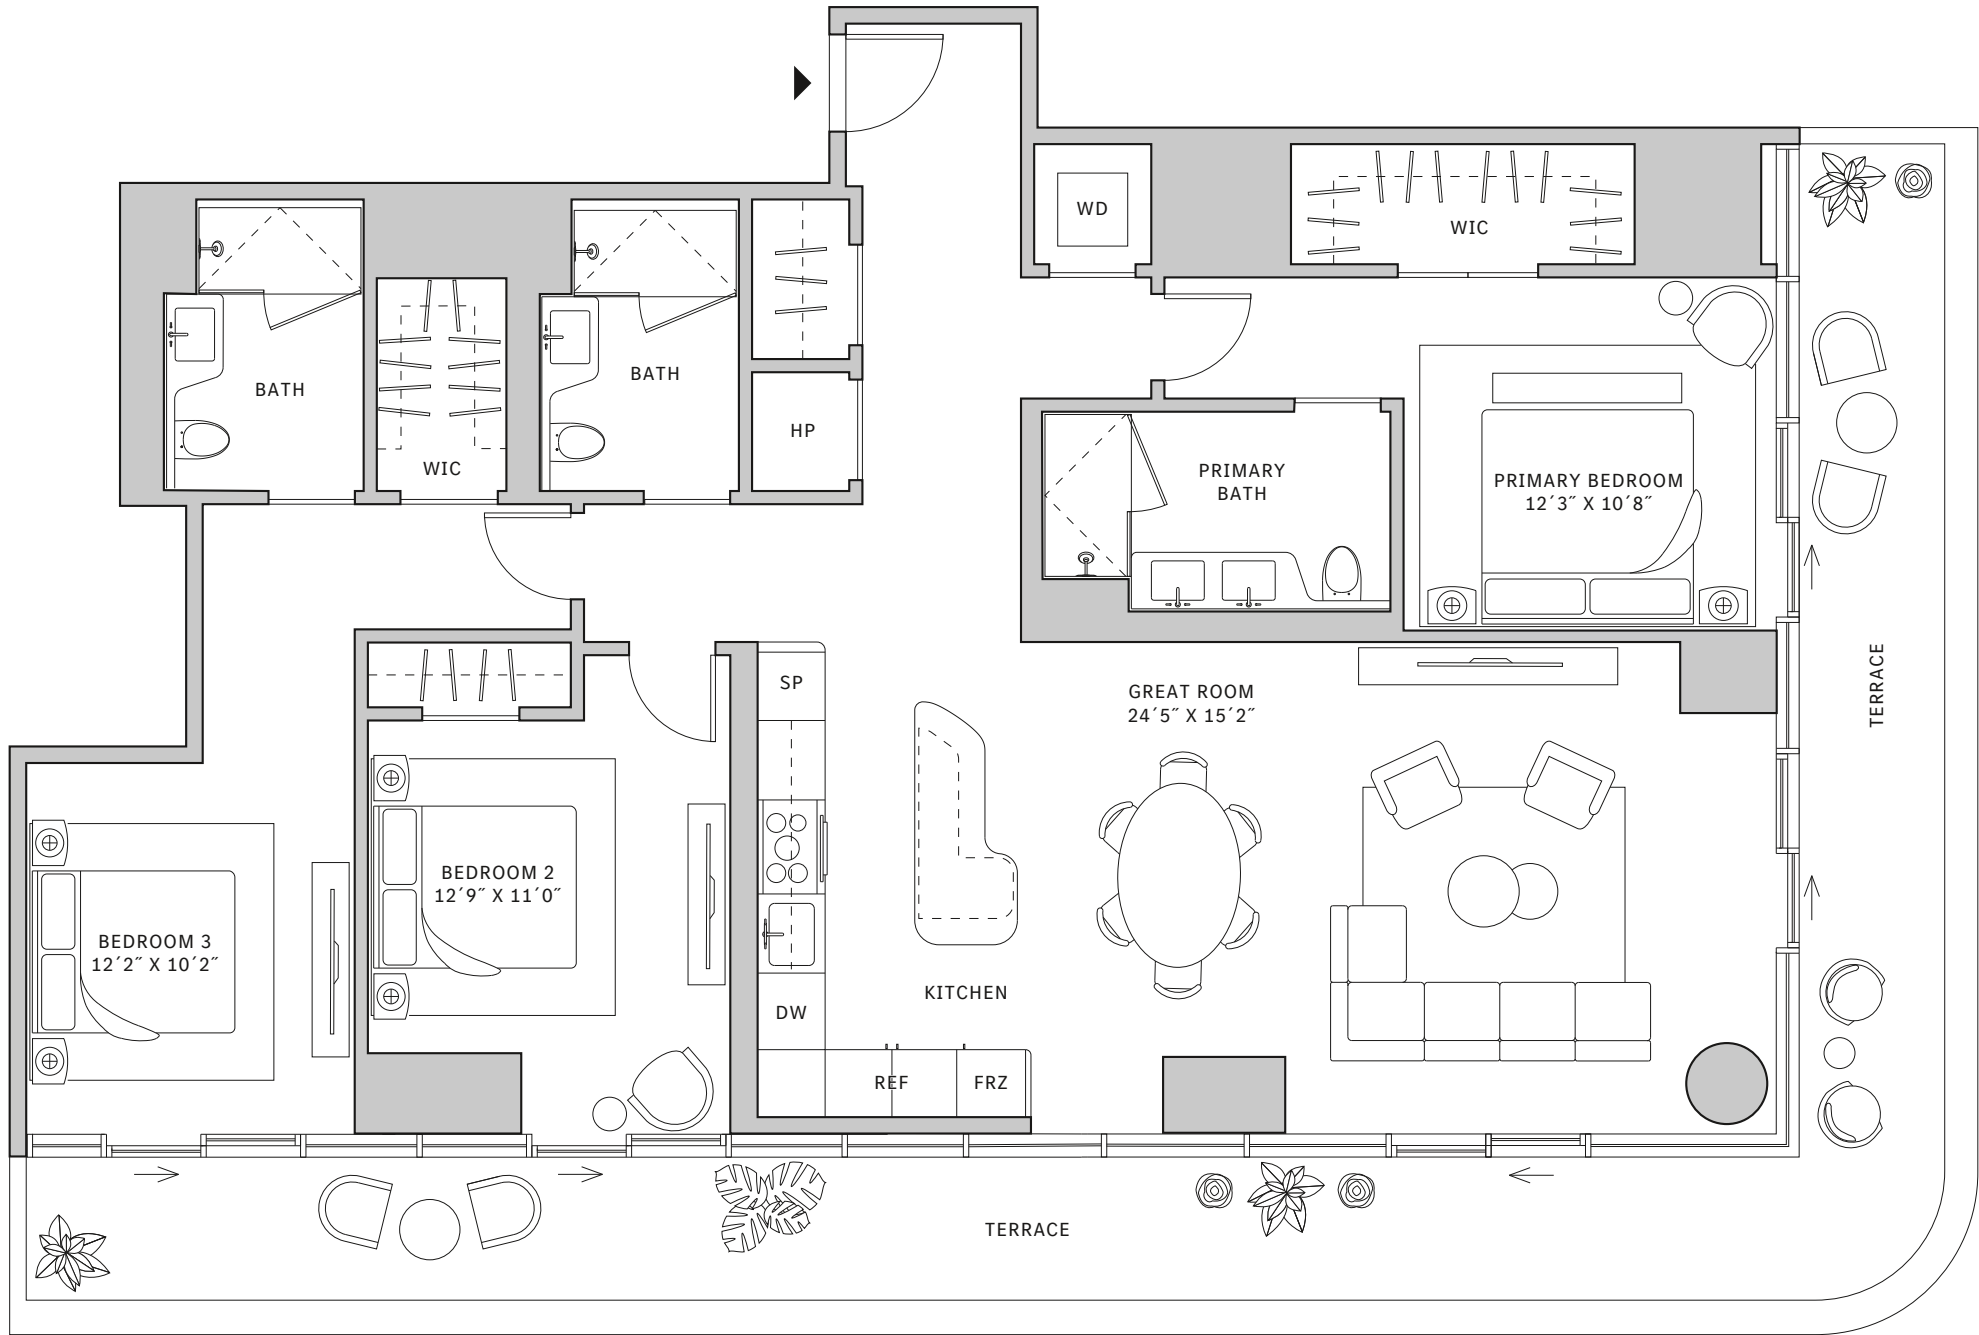 WD
WIC
BATH
BATH
HP
WIC
PRIMARY
BATH
PRIMARY BEDROOM
12´3˝ X 10´8˝
SP
GREAT ROOM
24´5˝ X 15´2˝
TERRACE
BEDROOM 2
12´9˝ X 11´0˝
BEDROOM 3
12´2˝ X 10´2˝
KITCHEN
DW
REF
FRZ
TERRACE